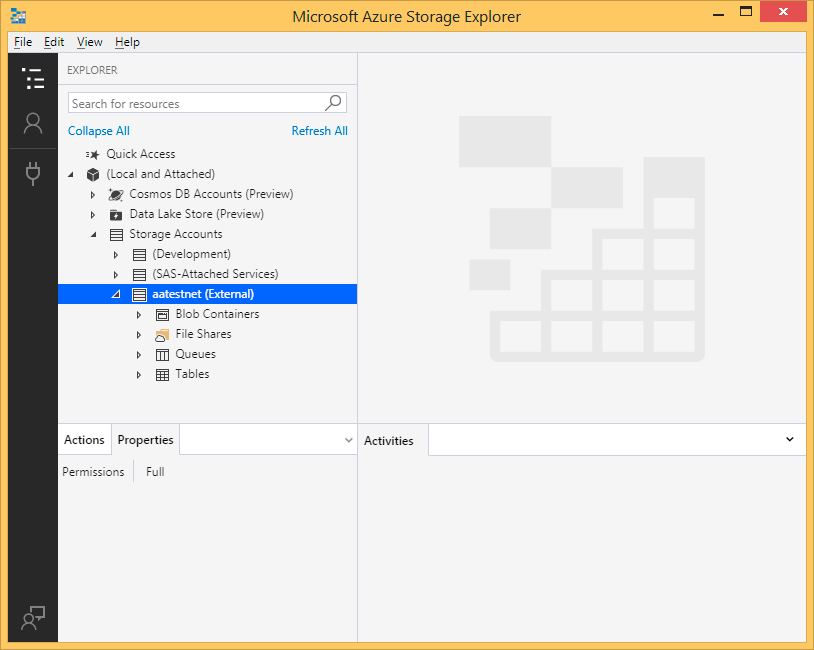 Microsoft Azure Storage Explorer
File Edit View Help
EXPLORER
Search for resources
Collapse All Refresh All
Quick Access
(Local and Attached)
Cosmos DB Accounts (Preview)
Data Lake Store (Preview)
Storage Accounts
(Development)
(SAS-Attached Services)
aatestnet (External)
Blob Containers
File Shares
Queues
Tables
Actions Properties
Permissions Full
Activities